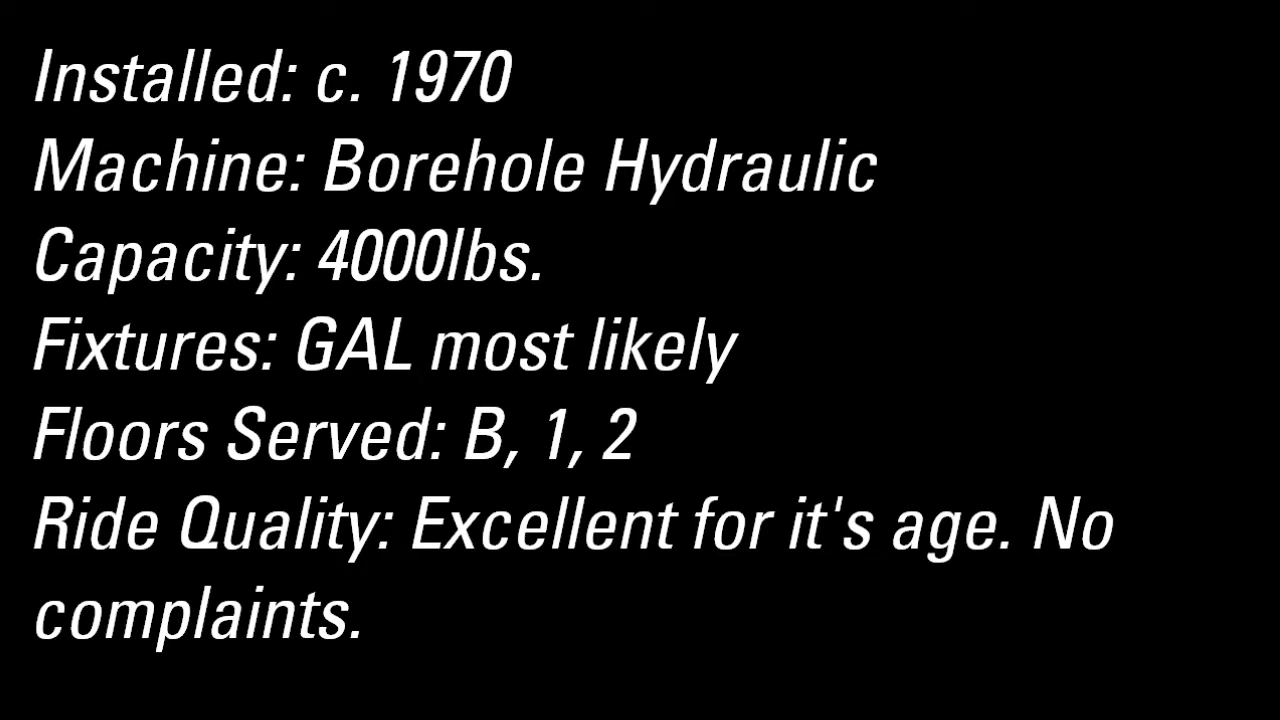 Installed: c. 1970
Machine: Borehole Hydraulic
Capacity: 4000lbs.
Fixtures: GAL most likely
Floors Served: B, 1, 2
Ride Quality: Excellent for it's age. No
complaints.